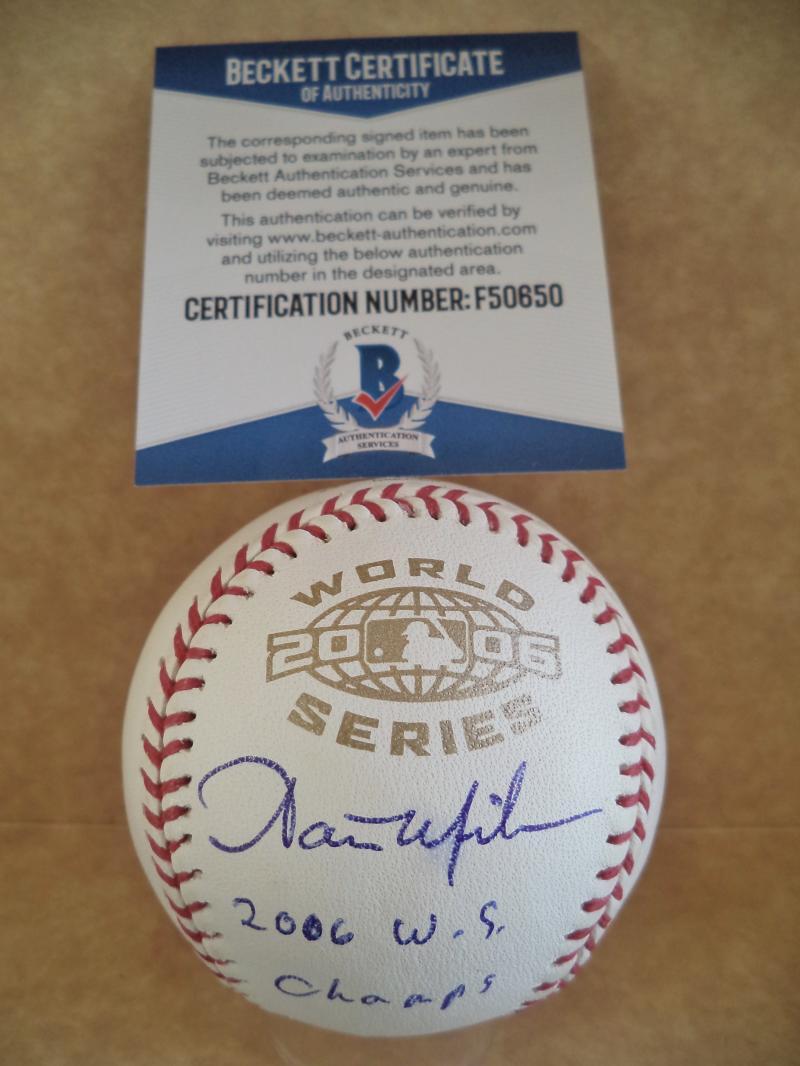 BECKETT CERTIFICATE
OF AUTHENTICITY
The corresponding signed item has been
subjected to examination by an expert from
Beckett Authentication Services and has
been deemed authentic and genuine.
This authentication can be verified by
visiting www.beckett-authentication.com
and utilizing the below authentication
number in the designated area.
CERTIFICATION NUMBER: F50650
BECKETT
B
AUTHENTICATION
SERVICES
WORLD
2006
SERIES
2006 W.S.
Champs